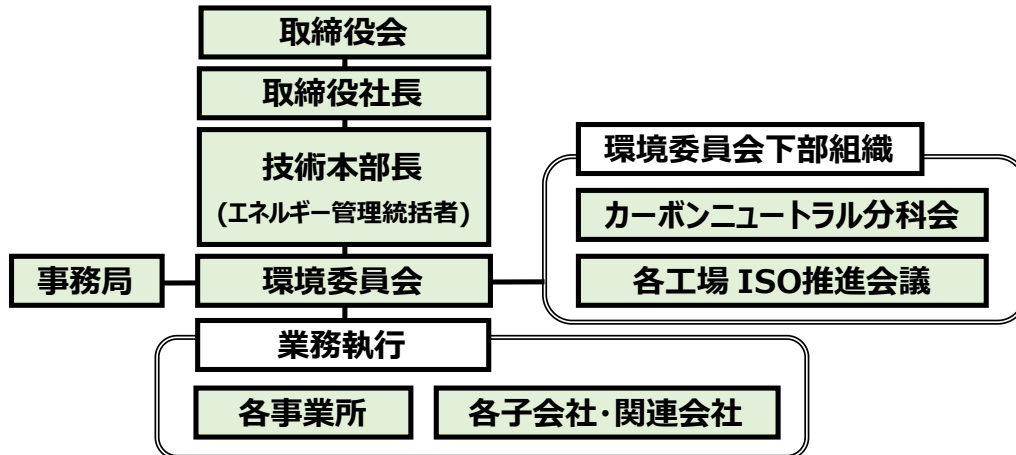 取締役会
取締役社長
技術本部長
(エネルギー管理統括者)
環境委員会下部組織
カーボンニュートラル分科会
各工場 ISO推進会議
事務局
環境委員会
業務執行
各事業所
各子会社・関連会社